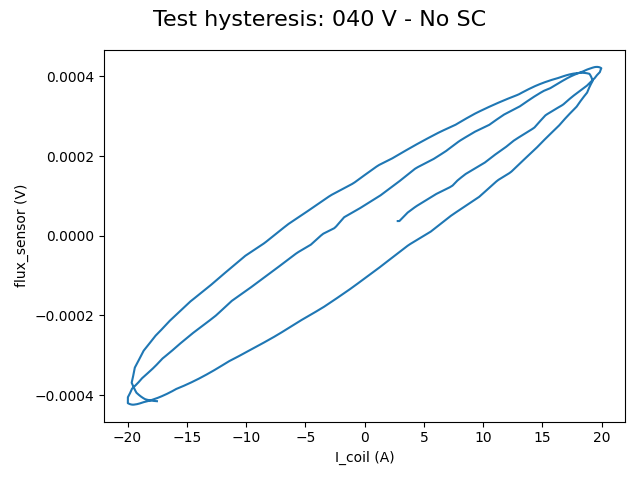 Test hysteresis: 040 V - No SC
0.0004
0.0002
0.0000
−0.0002
−0.0004
flux_sensor (V)
−20 −15 −10 −5 0 5 10 15 20
I_coil (A)